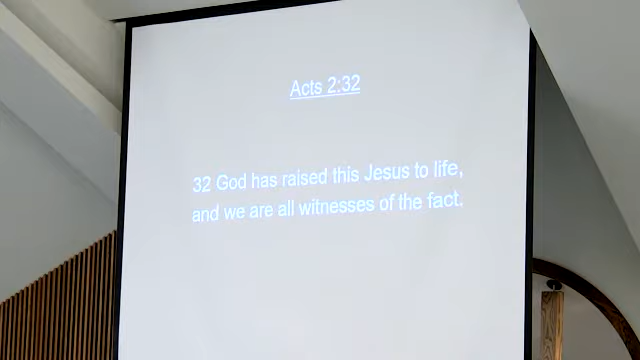 Acts 2:32
32 God has raised this Jesus to life,
and we are all witnesses of the fact.